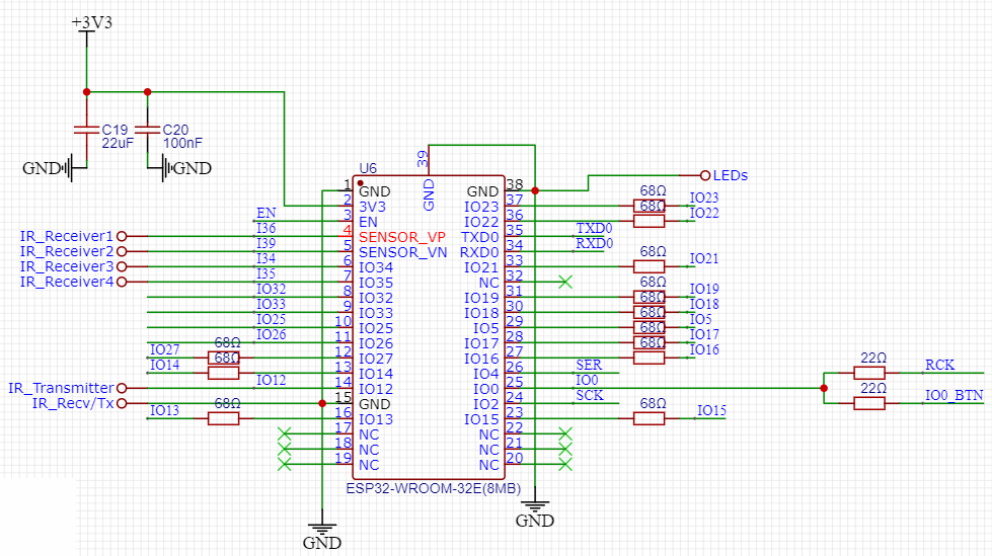 +3V3
C19
22uF
C20
100nF
GND
GND
U6
39
GND
LEDs
1
GND
GND
38
2
3V3
IO23
37
68Ω
IO23
EN
3
EN
IO22
36
68Ω
IO22
IR_Receiver1
I36
4
SENSOR_VP
TXD0
35
TXD0
IR_Receiver2
I39
5
SENSOR_VN
RXD0
34
RXD0
IR_Receiver3
I34
6
IO34
IO21
33
68Ω
IO21
IR_Receiver4
I35
7
IO35
NC
32
IO32
8
IO32
IO19
31
68Ω
IO19
IO33
9
IO33
IO18
30
68Ω
IO18
IO25
10
IO25
IO5
29
68Ω
IO5
IO26
11
IO26
IO17
28
68Ω
IO17
IO27
68Ω
12
IO27
IO16
27
IO16
IO14
68Ω
13
IO14
IO4
26
SER
22Ω
RCK
IR_Transmitter
IO12
14
IO12
IO0
25
IO0
IR_Recv/Tx
15
GND
IO2
24
SCK
22Ω
IO0_BTN
IO13
68Ω
16
IO13
IO15
23
68Ω
IO15
17
NC
NC
22
18
NC
NC
21
19
NC
NC
20
ESP32-WROOM-32E(8MB)
GND
GND